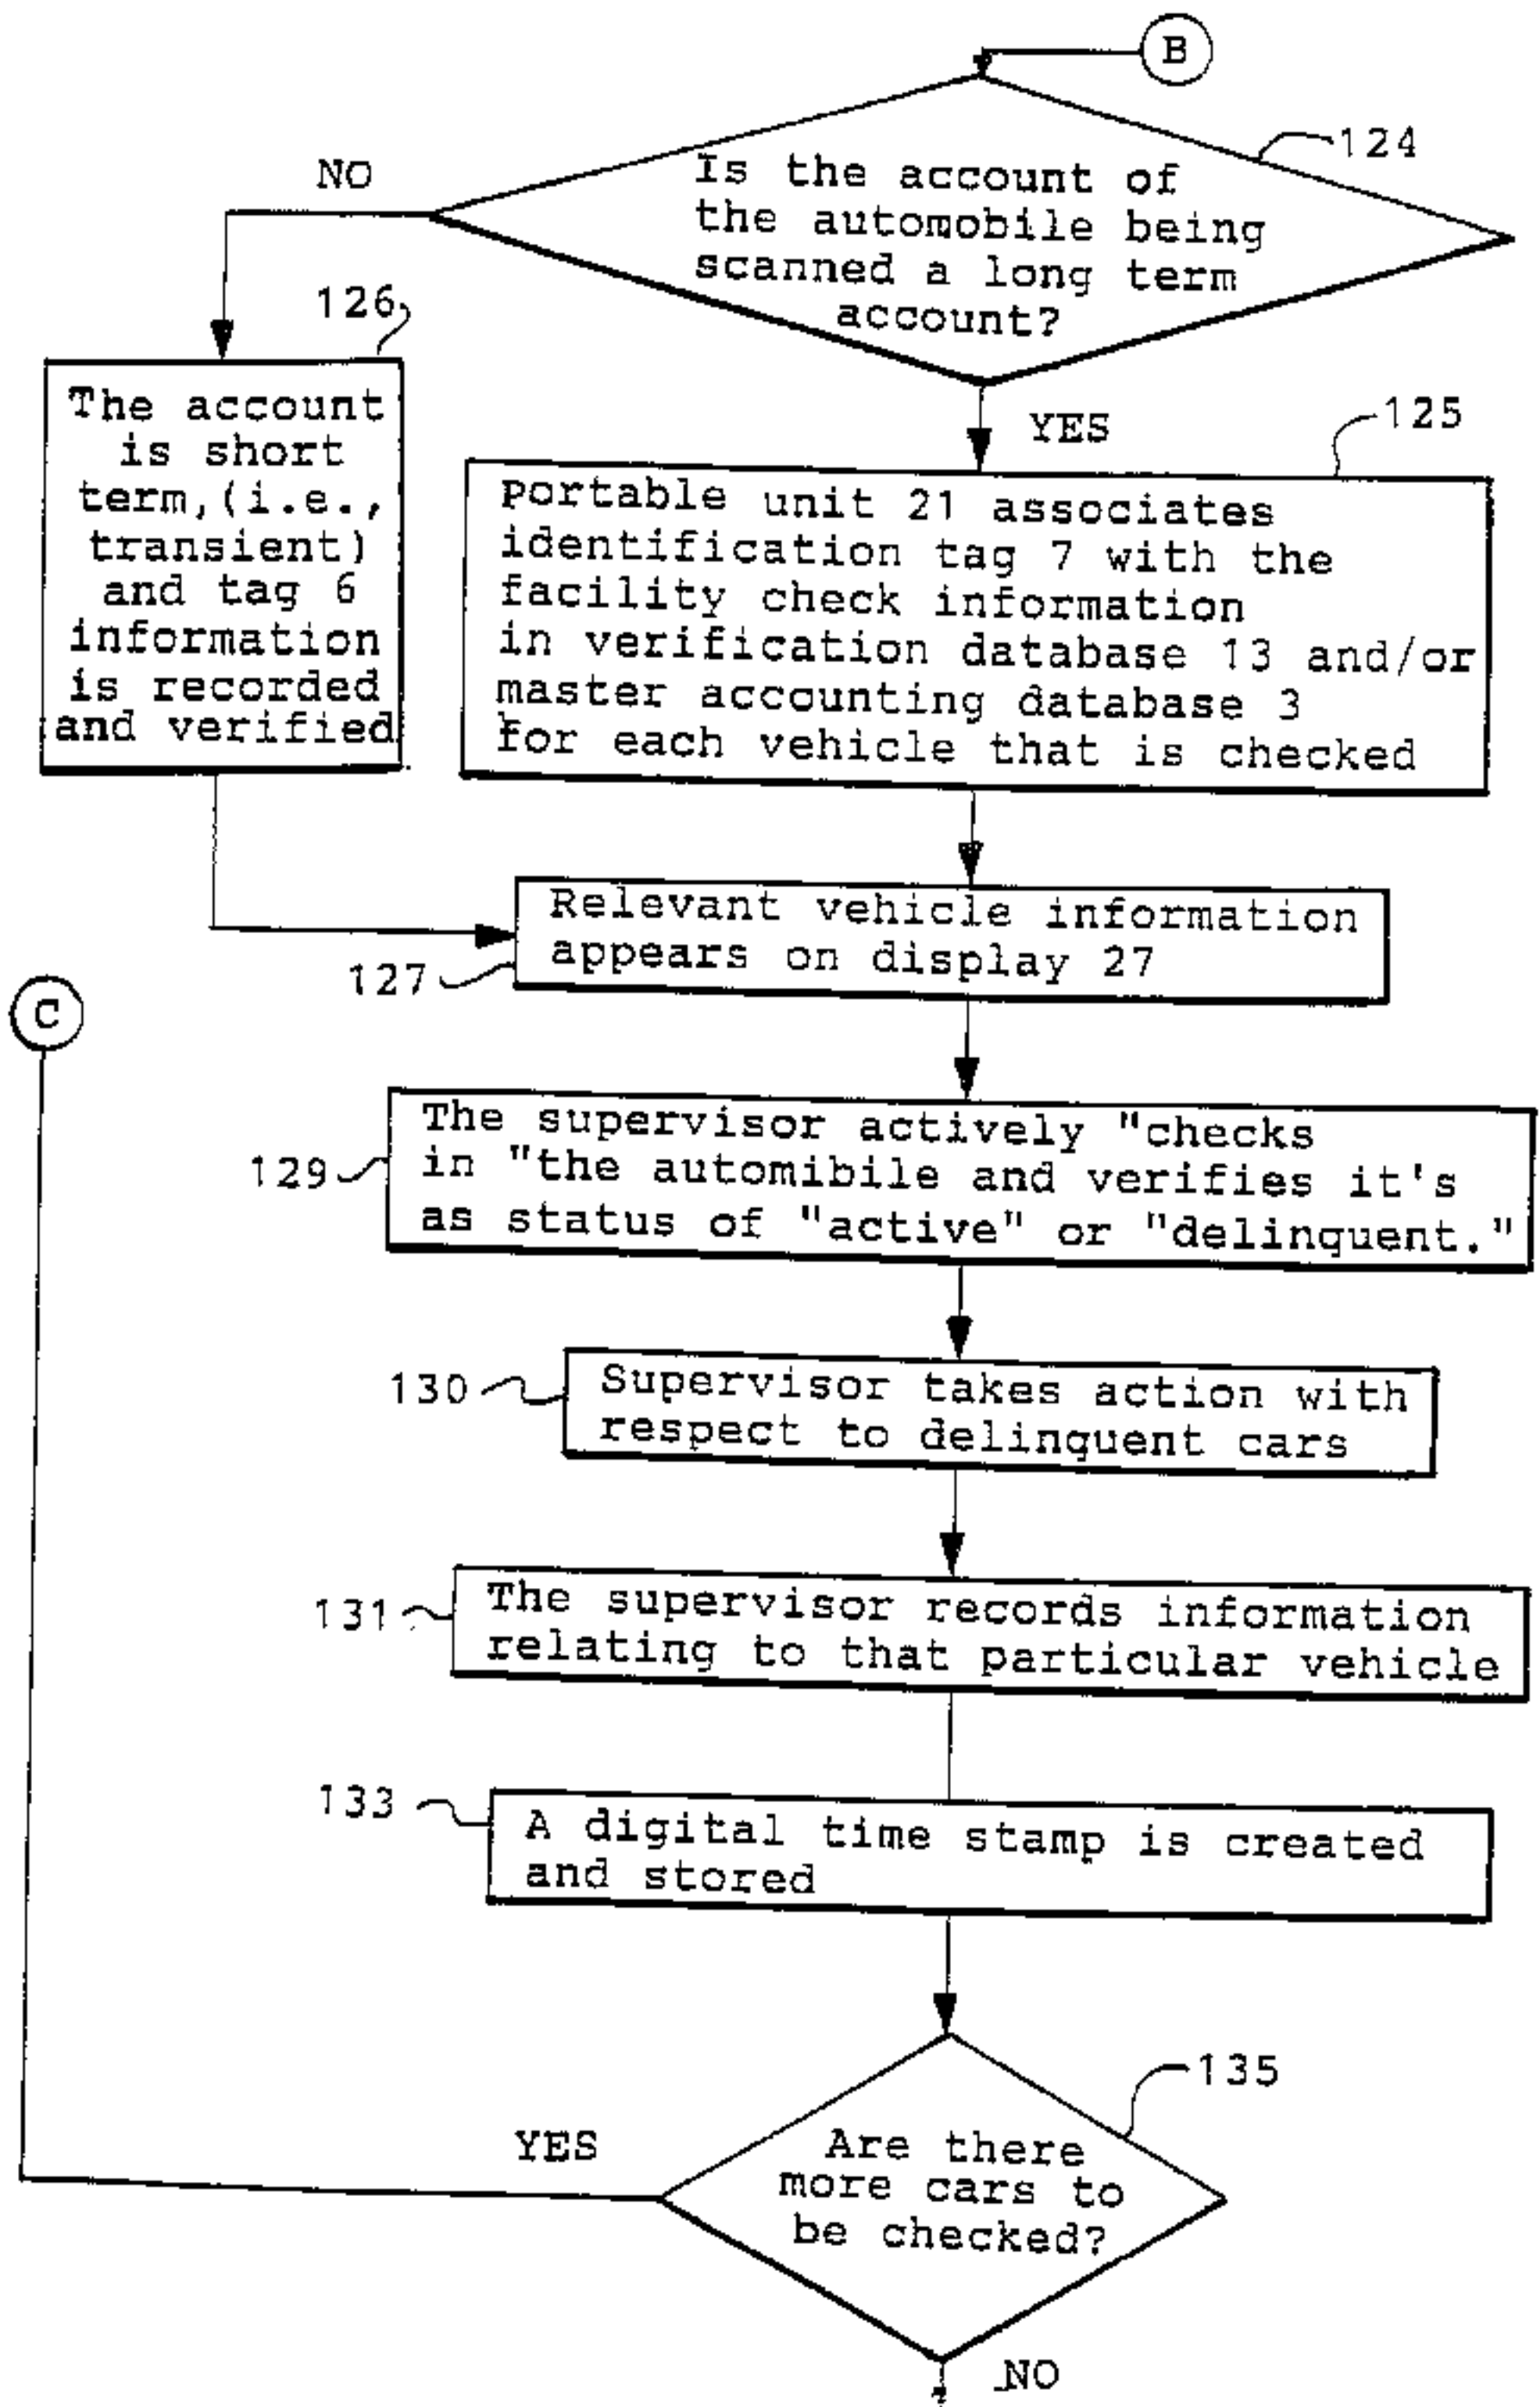 B
124
NO
Is the account of
the automobile being
scanned a long term
account?
126
The account
is short
term,(i.e.,
transient)
and tag 6
information
is recorded
and verified
YES
125
portable unit 21 associates
identification tag 7 with the
facility check information
in verification database 13 and/or
master accounting database 3
for each vehicle that is checked
Relevant vehicle information
appears on display 27
127
C
The supervisor actively "checks
in "the automibile and verifies it's
as status of "active" or "delinquent."
129
130
Supervisor takes action with
respect to delinquent cars
131
The supervisor records information
relating to that particular vehicle
133
A digital time stamp is created
and stored
135
YES
Are there
more cars to
be checked?
NO